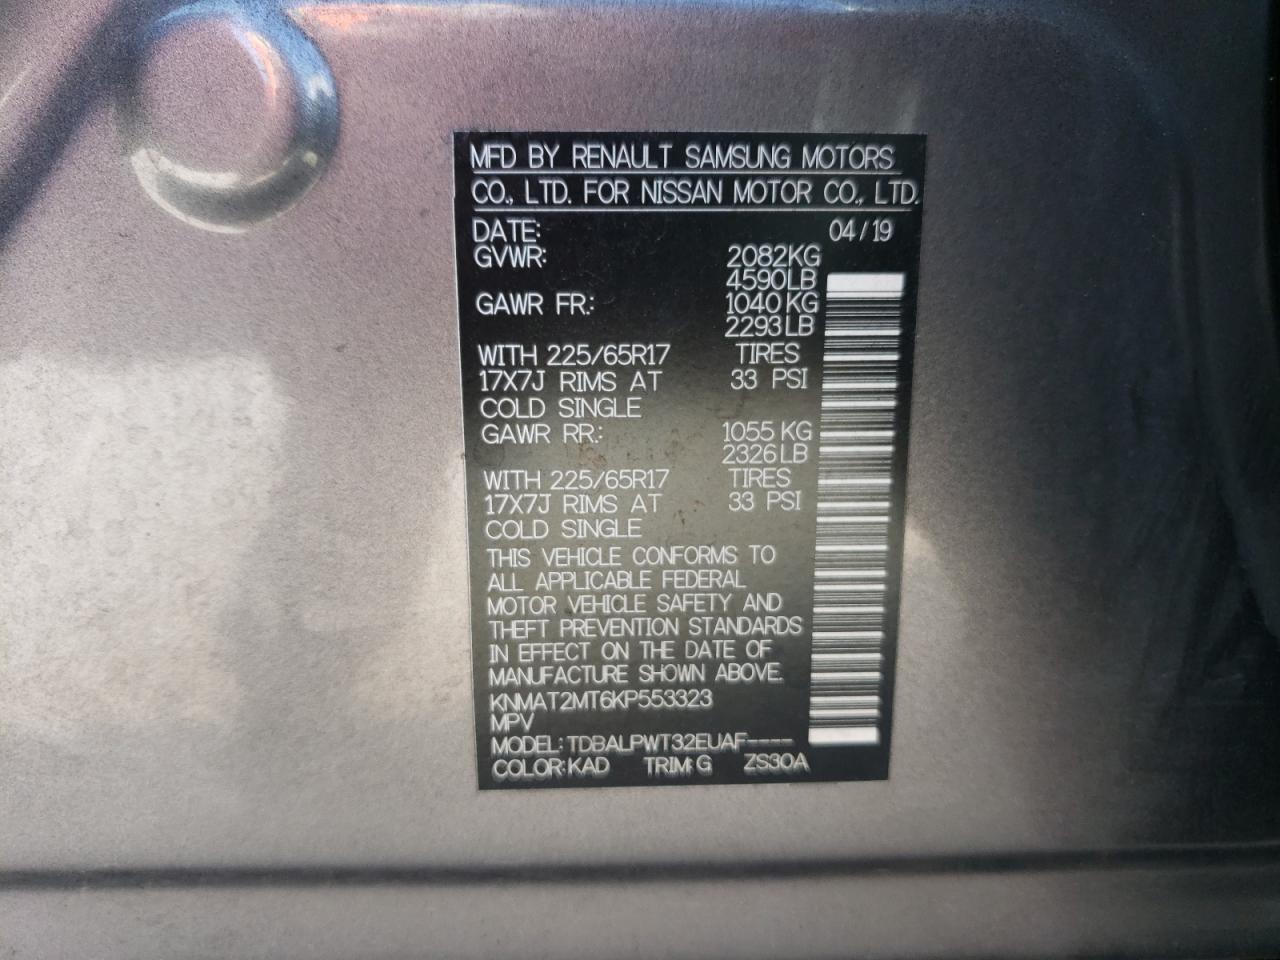 MFD BY RENAULT SAMSUNG MOTORS
CO., LTD. FOR NISSAN MOTOR CO., LTD.
DATE: 04/19
GVWR: 2082KG
4590LB
GAWR FR.: 1040KG
2293LB
WITH 225/65R17 TIRES
17X7J RIMS AT 33 PSI
COLD SINGLE
GAWR RR.: 1055KG
2326LB
WITH 225/65R17 TIRES
17X7J RIMS AT 33 PSI
COLD SINGLE
THIS VEHICLE CONFORMS TO
ALL APPLICABLE FEDERAL
MOTOR VEHICLE SAFETY AND
THEFT PREVENTION STANDARDS
IN EFFECT ON THE DATE OF
MANUFACTURE SHOWN ABOVE.
KNMAT2MT6KP553323
MPV
MODEL: TDBALPWT32EUAF----
COLOR:KAD TRIM:G ZS30A